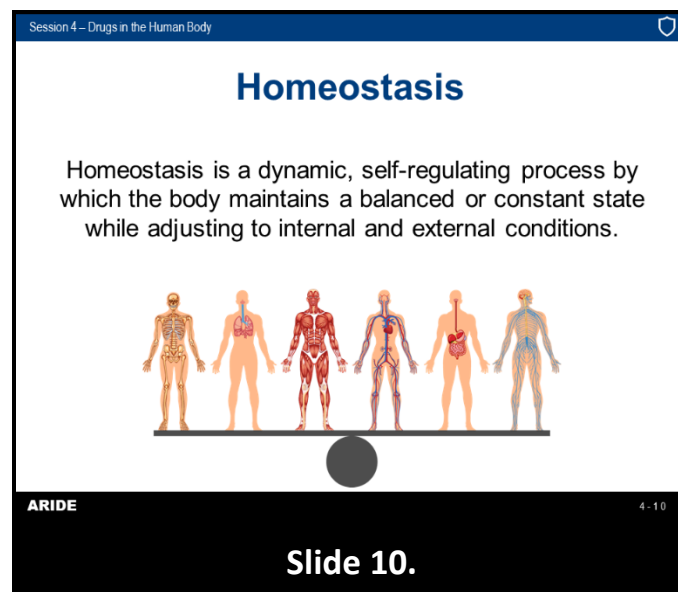 Session 4 – Drugs in the Human Body
Homeostasis
Homeostasis is a dynamic, self-regulating process by
which the body maintains a balanced or constant state
while adjusting to internal and external conditions.
ARIDE
4-10
Slide 10.